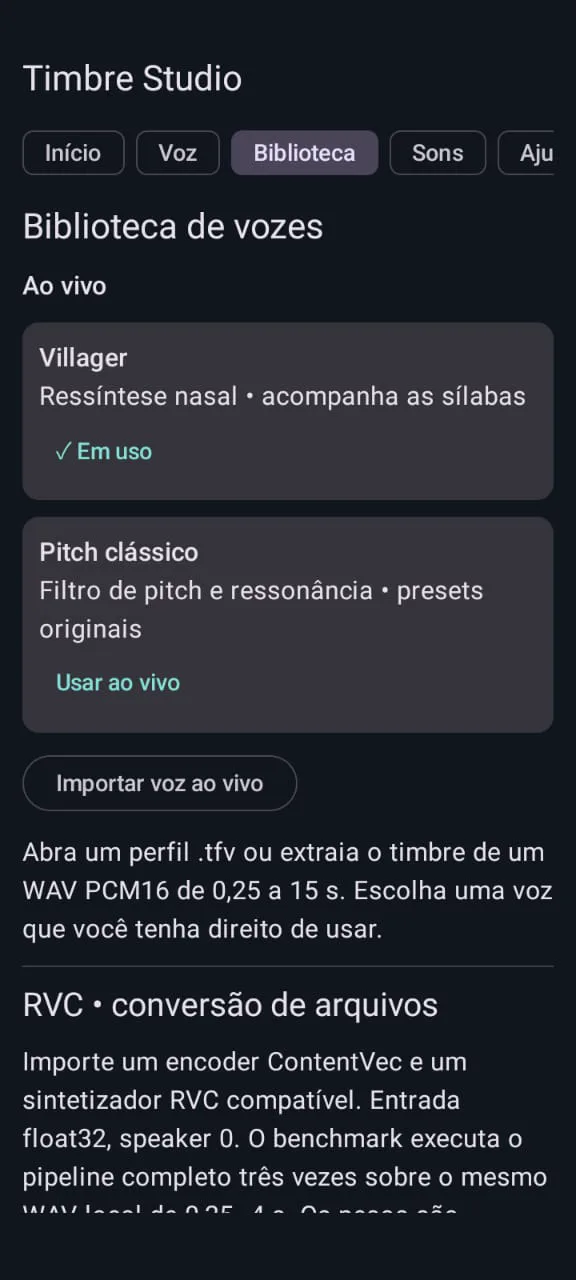 Timbre Studio
Início
Voz
Biblioteca
Sons
Aju
Biblioteca de vozes
Ao vivo
Villager
Ressíntese nasal • acompanha as sílabas
✓ Em uso
Pitch clássico
Filtro de pitch e ressonância • presets
originais
Usar ao vivo
Importar voz ao vivo
Abra um perfil .tfv ou extraia o timbre de um
WAV PCM16 de 0,25 a 15 s. Escolha uma voz
que você tenha direito de usar.
RVC • conversão de arquivos
Importe um encoder ContentVec e um
sintetizador RVC compatível. Entrada
float32, speaker 0. O benchmark executa o
pipeline completo três vezes sobre o mesmo